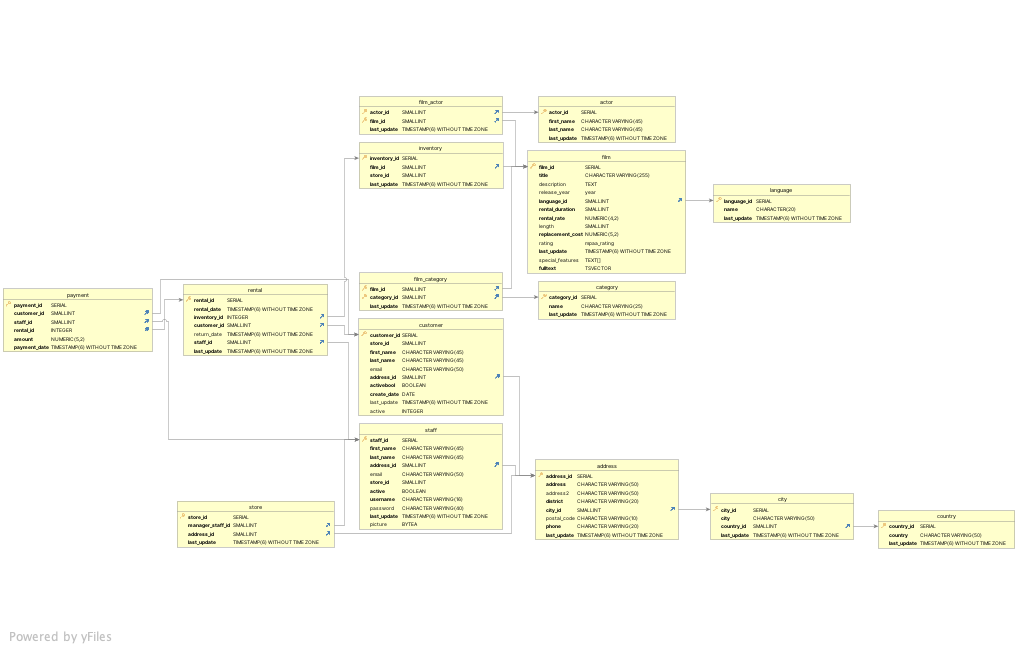 film_actor
actor_id SMALLINT
film_id SMALLINT
last_update TIMESTAMP(6) WITHOUT TIME ZONE
actor
actor_id SERIAL
first_name CHARACTER VARYING(45)
last_name CHARACTER VARYING(45)
last_update TIMESTAMP(6) WITHOUT TIME ZONE
inventory
inventory_id SERIAL
film_id SMALLINT
store_id SMALLINT
last_update TIMESTAMP(6) WITHOUT TIME ZONE
film
film_id SERIAL
title CHARACTER VARYING(255)
description TEXT
release_year year
language_id SMALLINT
rental_duration SMALLINT
rental_rate NUMERIC(4,2)
length SMALLINT
replacement_cost NUMERIC(5,2)
rating mpaa_rating
last_update TIMESTAMP(6) WITHOUT TIME ZONE
special_features TEXT[]
fulltext TSVECTOR
language
language_id SERIAL
name CHARACTER(20)
last_update TIMESTAMP(6) WITHOUT TIME ZONE
payment
payment_id SERIAL
customer_id SMALLINT
staff_id SMALLINT
rental_id INTEGER
amount NUMERIC(5,2)
payment_date TIMESTAMP(6) WITHOUT TIME ZONE
rental
rental_id SERIAL
rental_date TIMESTAMP(6) WITHOUT TIME ZONE
inventory_id INTEGER
customer_id SMALLINT
return_date TIMESTAMP(6) WITHOUT TIME ZONE
staff_id SMALLINT
last_update TIMESTAMP(6) WITHOUT TIME ZONE
film_category
film_id SMALLINT
category_id SMALLINT
last_update TIMESTAMP(6) WITHOUT TIME ZONE
category
category_id SERIAL
name CHARACTER VARYING(25)
last_update TIMESTAMP(6) WITHOUT TIME ZONE
customer
customer_id SERIAL
store_id SMALLINT
first_name CHARACTER VARYING(45)
last_name CHARACTER VARYING(45)
email CHARACTER VARYING(50)
address_id SMALLINT
activebool BOOLEAN
create_date DATE
last_update TIMESTAMP(6) WITHOUT TIME ZONE
active INTEGER
staff
staff_id SERIAL
first_name CHARACTER VARYING(45)
last_name CHARACTER VARYING(45)
address_id SMALLINT
email CHARACTER VARYING(50)
store_id SMALLINT
active BOOLEAN
username CHARACTER VARYING(16)
password CHARACTER VARYING(40)
last_update TIMESTAMP(6) WITHOUT TIME ZONE
picture BYTEA
store
store_id SERIAL
manager_staff_id SMALLINT
address_id SMALLINT
last_update TIMESTAMP(6) WITHOUT TIME ZONE
address
address_id SERIAL
address CHARACTER VARYING(50)
address2 CHARACTER VARYING(50)
district CHARACTER VARYING(20)
city_id SMALLINT
postal_code CHARACTER VARYING(10)
phone CHARACTER VARYING(20)
last_update TIMESTAMP(6) WITHOUT TIME ZONE
city
city_id SERIAL
city CHARACTER VARYING(50)
country_id SMALLINT
last_update TIMESTAMP(6) WITHOUT TIME ZONE
country
country_id SERIAL
country CHARACTER VARYING(50)
last_update TIMESTAMP(6) WITHOUT TIME ZONE
Powered by yFiles